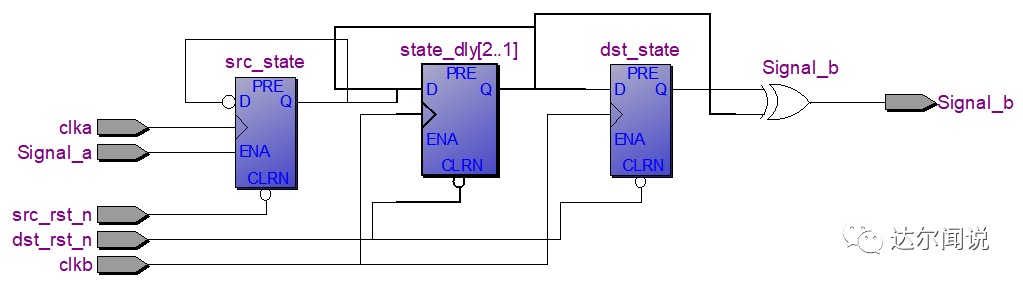 src_state
state_dly[2..1]
dst_state
Signal_b
PRE
D
Q
ENA
CLRN
PRE
D
Q
ENA
CLRN
PRE
D
Q
ENA
CLRN
Signal_b
clka
Signal_a
src_rst_n
dst_rst_n
clkb
达尔闻说